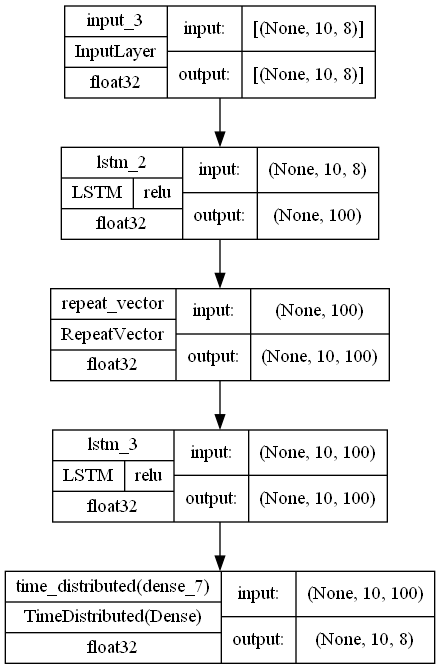 input_3
InputLayer
float32
input:
[(None, 10, 8)]
output:
[(None, 10, 8)]
lstm_2
LSTM relu
float32
input:
(None, 10, 8)
output:
(None, 100)
repeat_vector
RepeatVector
float32
input:
(None, 100)
output:
(None, 10, 100)
lstm_3
LSTM relu
float32
input:
(None, 10, 100)
output:
(None, 10, 100)
time_distributed(dense_7)
TimeDistributed(Dense)
float32
input:
(None, 10, 100)
output:
(None, 10, 8)